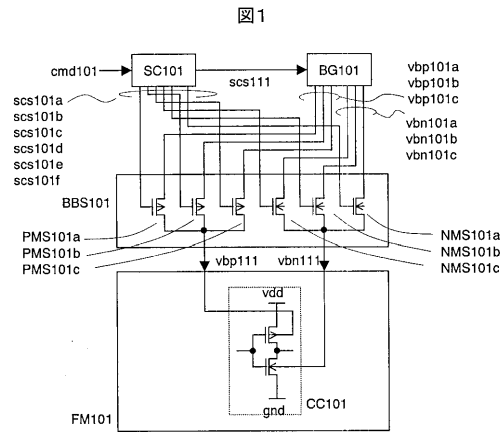 図1
cmd101
SC101
scs111
BG101
vbp101a
vbp101b
vbp101c
vbn101a
vbn101b
vbn101c
scs101a
scs101b
scs101c
scs101d
scs101e
scs101f
BBS101
PMS101a
PMS101b
PMS101c
NMS101a
NMS101b
NMS101c
vbp111
vbn111
vdd
gnd
CC101
FM101